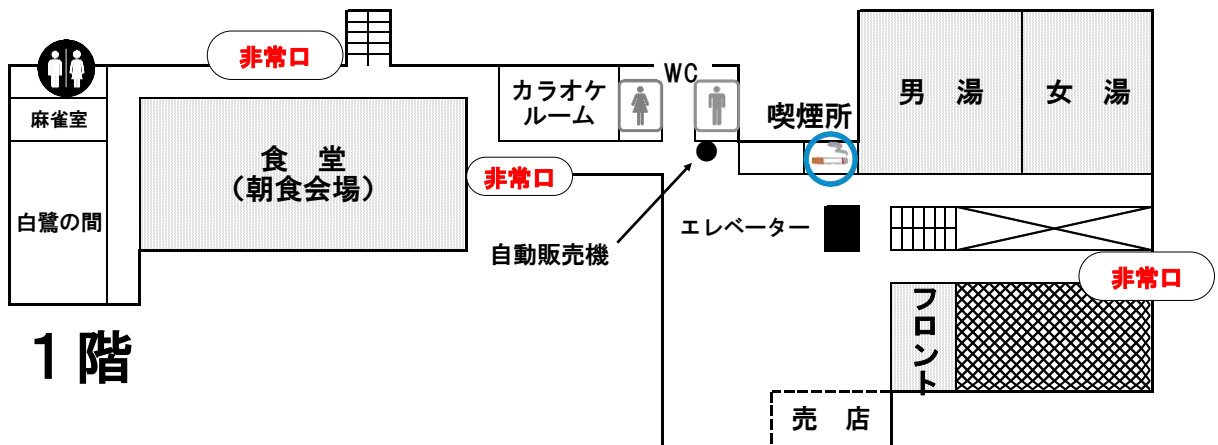 非常口
WC
カラオケ
ルーム
男 湯
女 湯
喫煙所
麻雀室
食 堂
(朝食会場)
非常口
白鷺の間
エレベーター
自動販売機
非常口
フロント
1階
売 店